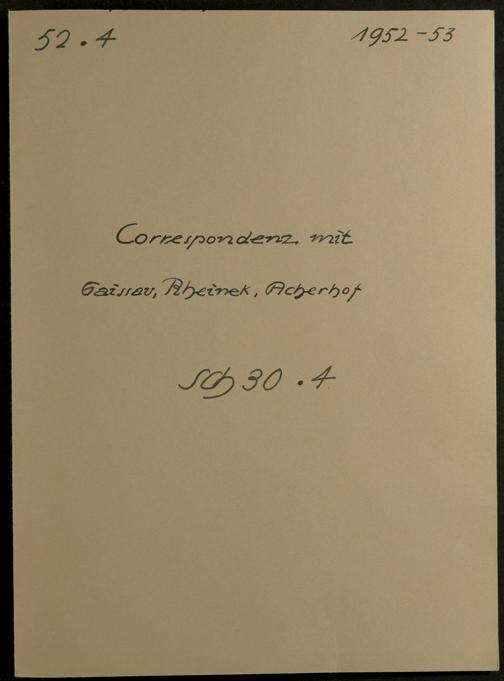 52.4
1952-53
Correspondenz mit
Gaissau, Rheinek, Acherhof
Sch 30.4